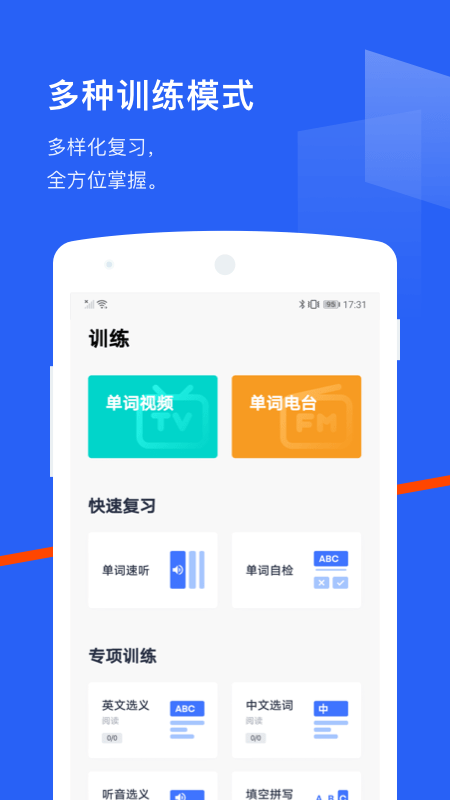 多种训练模式
多样化复习，
全方位掌握。
95 17:31
训练
单词视频
TV
单词电台
FM
快速复习
单词速听
单词自检
ABC
专项训练
英文选义
阅读
0/0
ABC
中文选词
阅读
0/0
中
听音选义
填空拼写
A B C